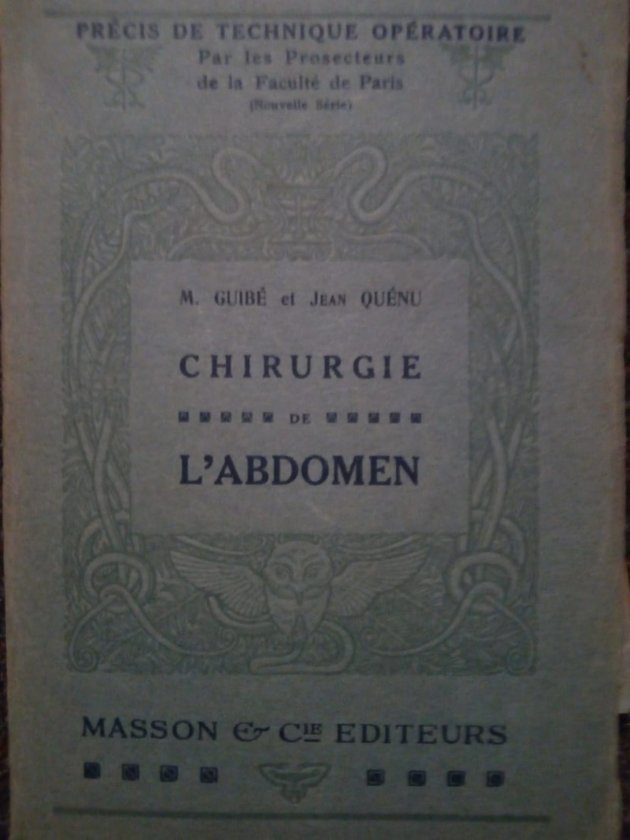 PRÉCIS DE TECHNIQUE OPÉRATOIRE
Par les Prosecteurs
de la Faculté de Paris
(Nouvelle Série)
M. GUIBÉ et JEAN QUÉNU
CHIRURGIE
DE
L'ABDOMEN
MASSON & CIE EDITEURS